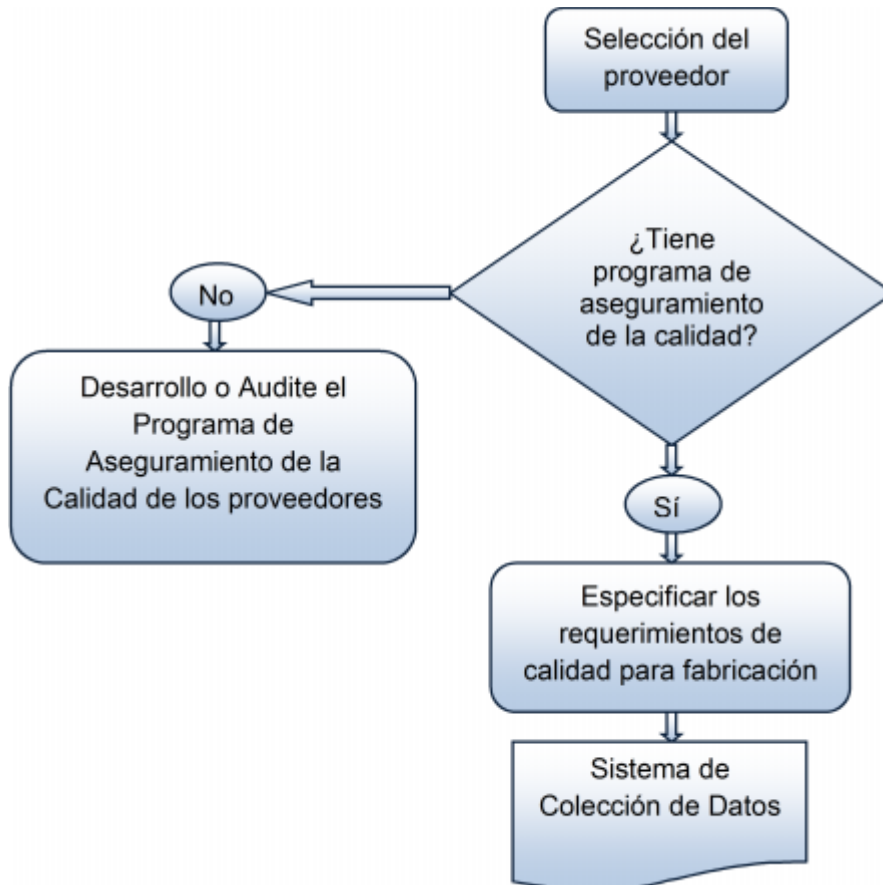 Selección del
proveedor
¿Tiene
programa de
aseguramiento
de la calidad?
No
Desarrollo o Audite el
Programa de
Aseguramiento de la
Calidad de los proveedores
Sí
Especificar los
requerimientos de
calidad para fabricación
Sistema de
Colección de Datos